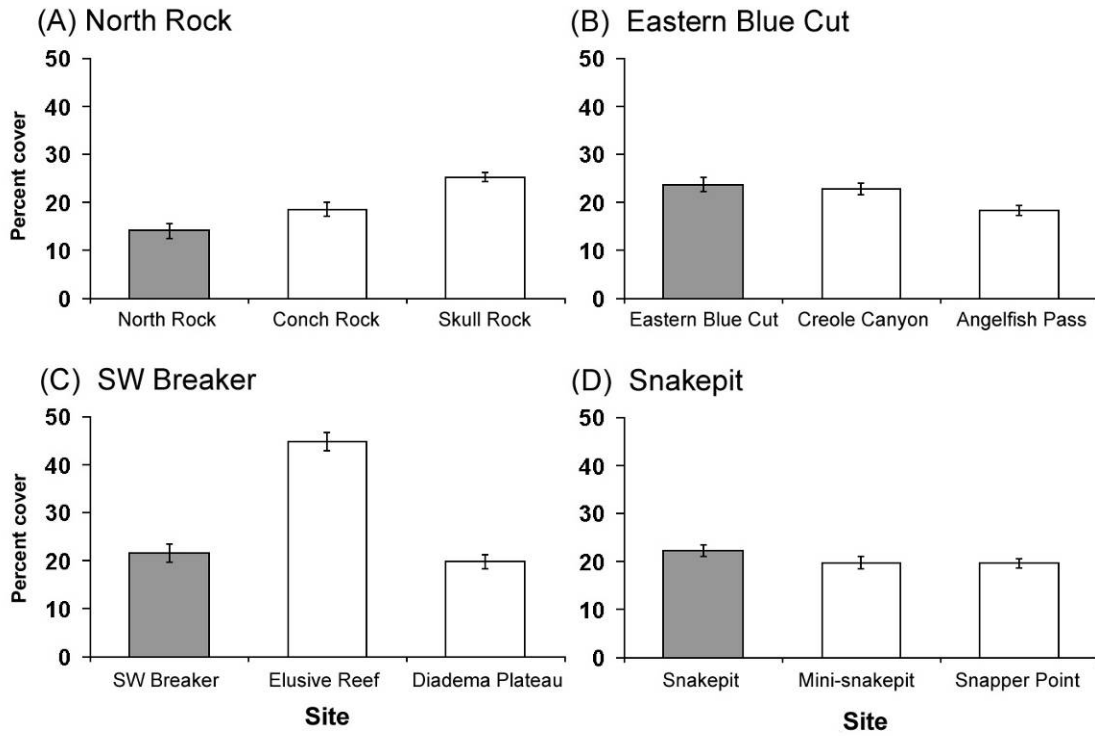 (A) North Rock
Percent cover
50
40
30
20
10
0
North Rock Conch Rock Skull Rock
(B) Eastern Blue Cut
50
40
30
20
10
0
Eastern Blue Cut Creole Canyon Angelfish Pass
(C) SW Breaker
Percent cover
50
40
30
20
10
0
SW Breaker Elusive Reef Diadema Plateau
Site
(D) Snakepit
50
40
30
20
10
0
Snakepit Mini-snakepit Snapper Point
Site